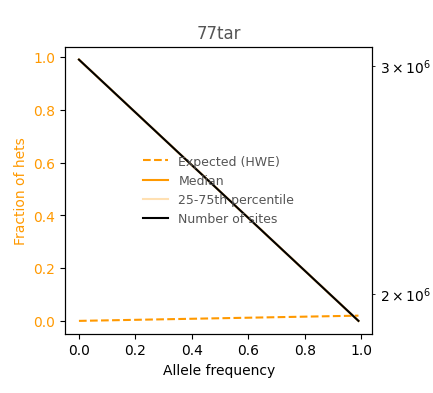 77tar
1.0
0.8
0.6
0.4
0.2
0.0
Fraction of hets
3 × 10⁶
2 × 10⁶
Expected (HWE)
Median
25-75th percentile
Number of sites
0.0 0.2 0.4 0.6 0.8 1.0
Allele frequency